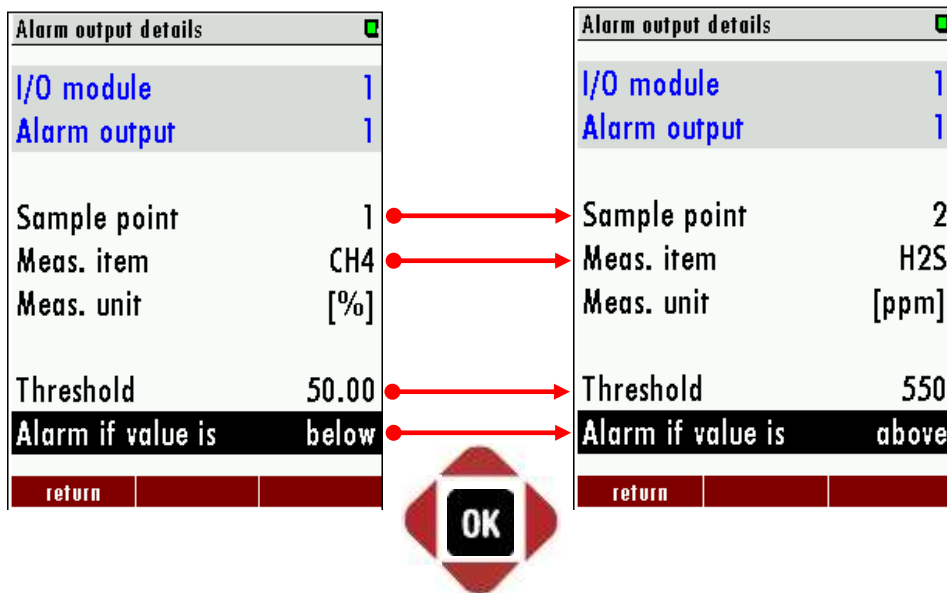 Alarm output details
I/O module 1
Alarm output 1
Sample point 1
Meas. item CH4
Meas. unit [%]
Threshold 50.00
Alarm if value is below
return
OK
Alarm output details
I/O module 1
Alarm output 1
Sample point 2
Meas. item H2S
Meas. unit [ppm]
Threshold 550
Alarm if value is above
return